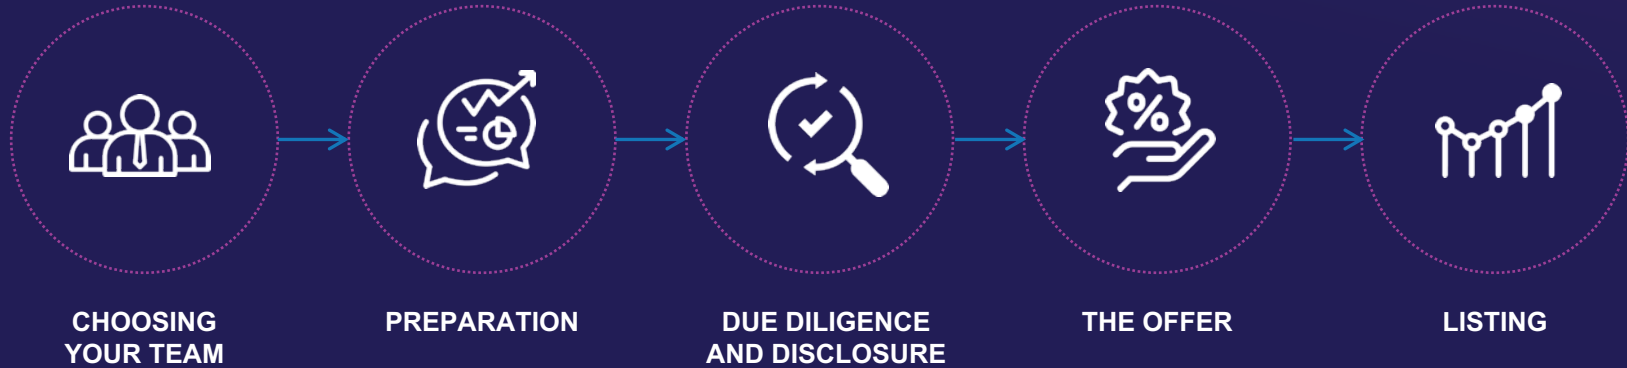 CHOOSING
YOUR TEAM
PREPARATION
DUE DILIGENCE
AND DISCLOSURE
THE OFFER
LISTING